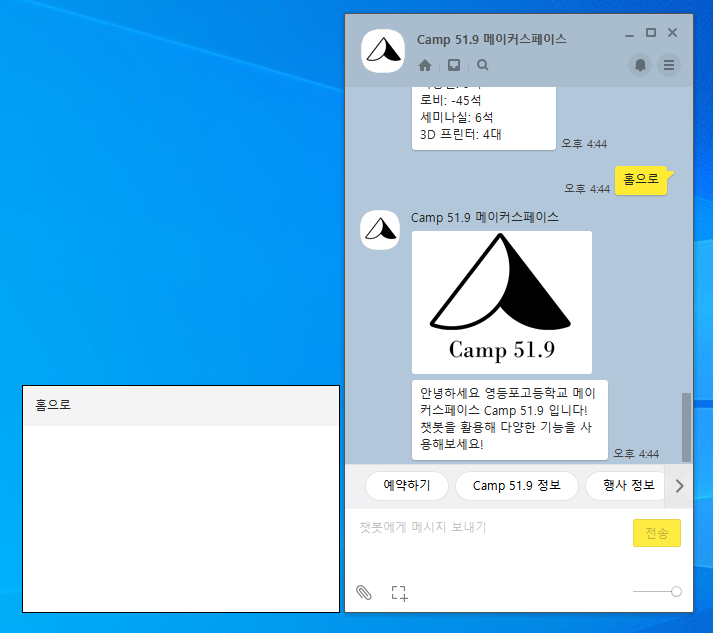 Camp 51.9 메이커스페이스
로비: -45석
세미나실: 6석
3D 프린터: 4대
오후 4:44
오후 4:44
홈으로
Camp 51.9 메이커스페이스
Camp 51.9
안녕하세요 영등포고등학교 메이
커스페이스 Camp 51.9 입니다!
챗봇을 활용해 다양한 기능을 사
용해보세요!
오후 4:44
홈으로
예약하기
Camp 51.9 정보
행사 정보
챗봇에게 메시지 보내기
전송